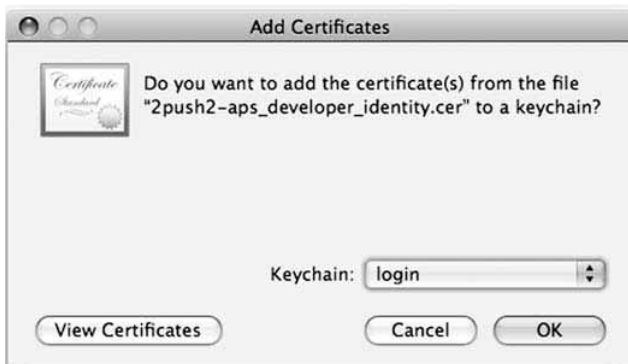 Add Certificates
Certificate
Standard
Do you want to add the certificate(s) from the file
“2push2-aps_developer_identity.cer” to a keychain?
Keychain: login
View Certificates Cancel OK